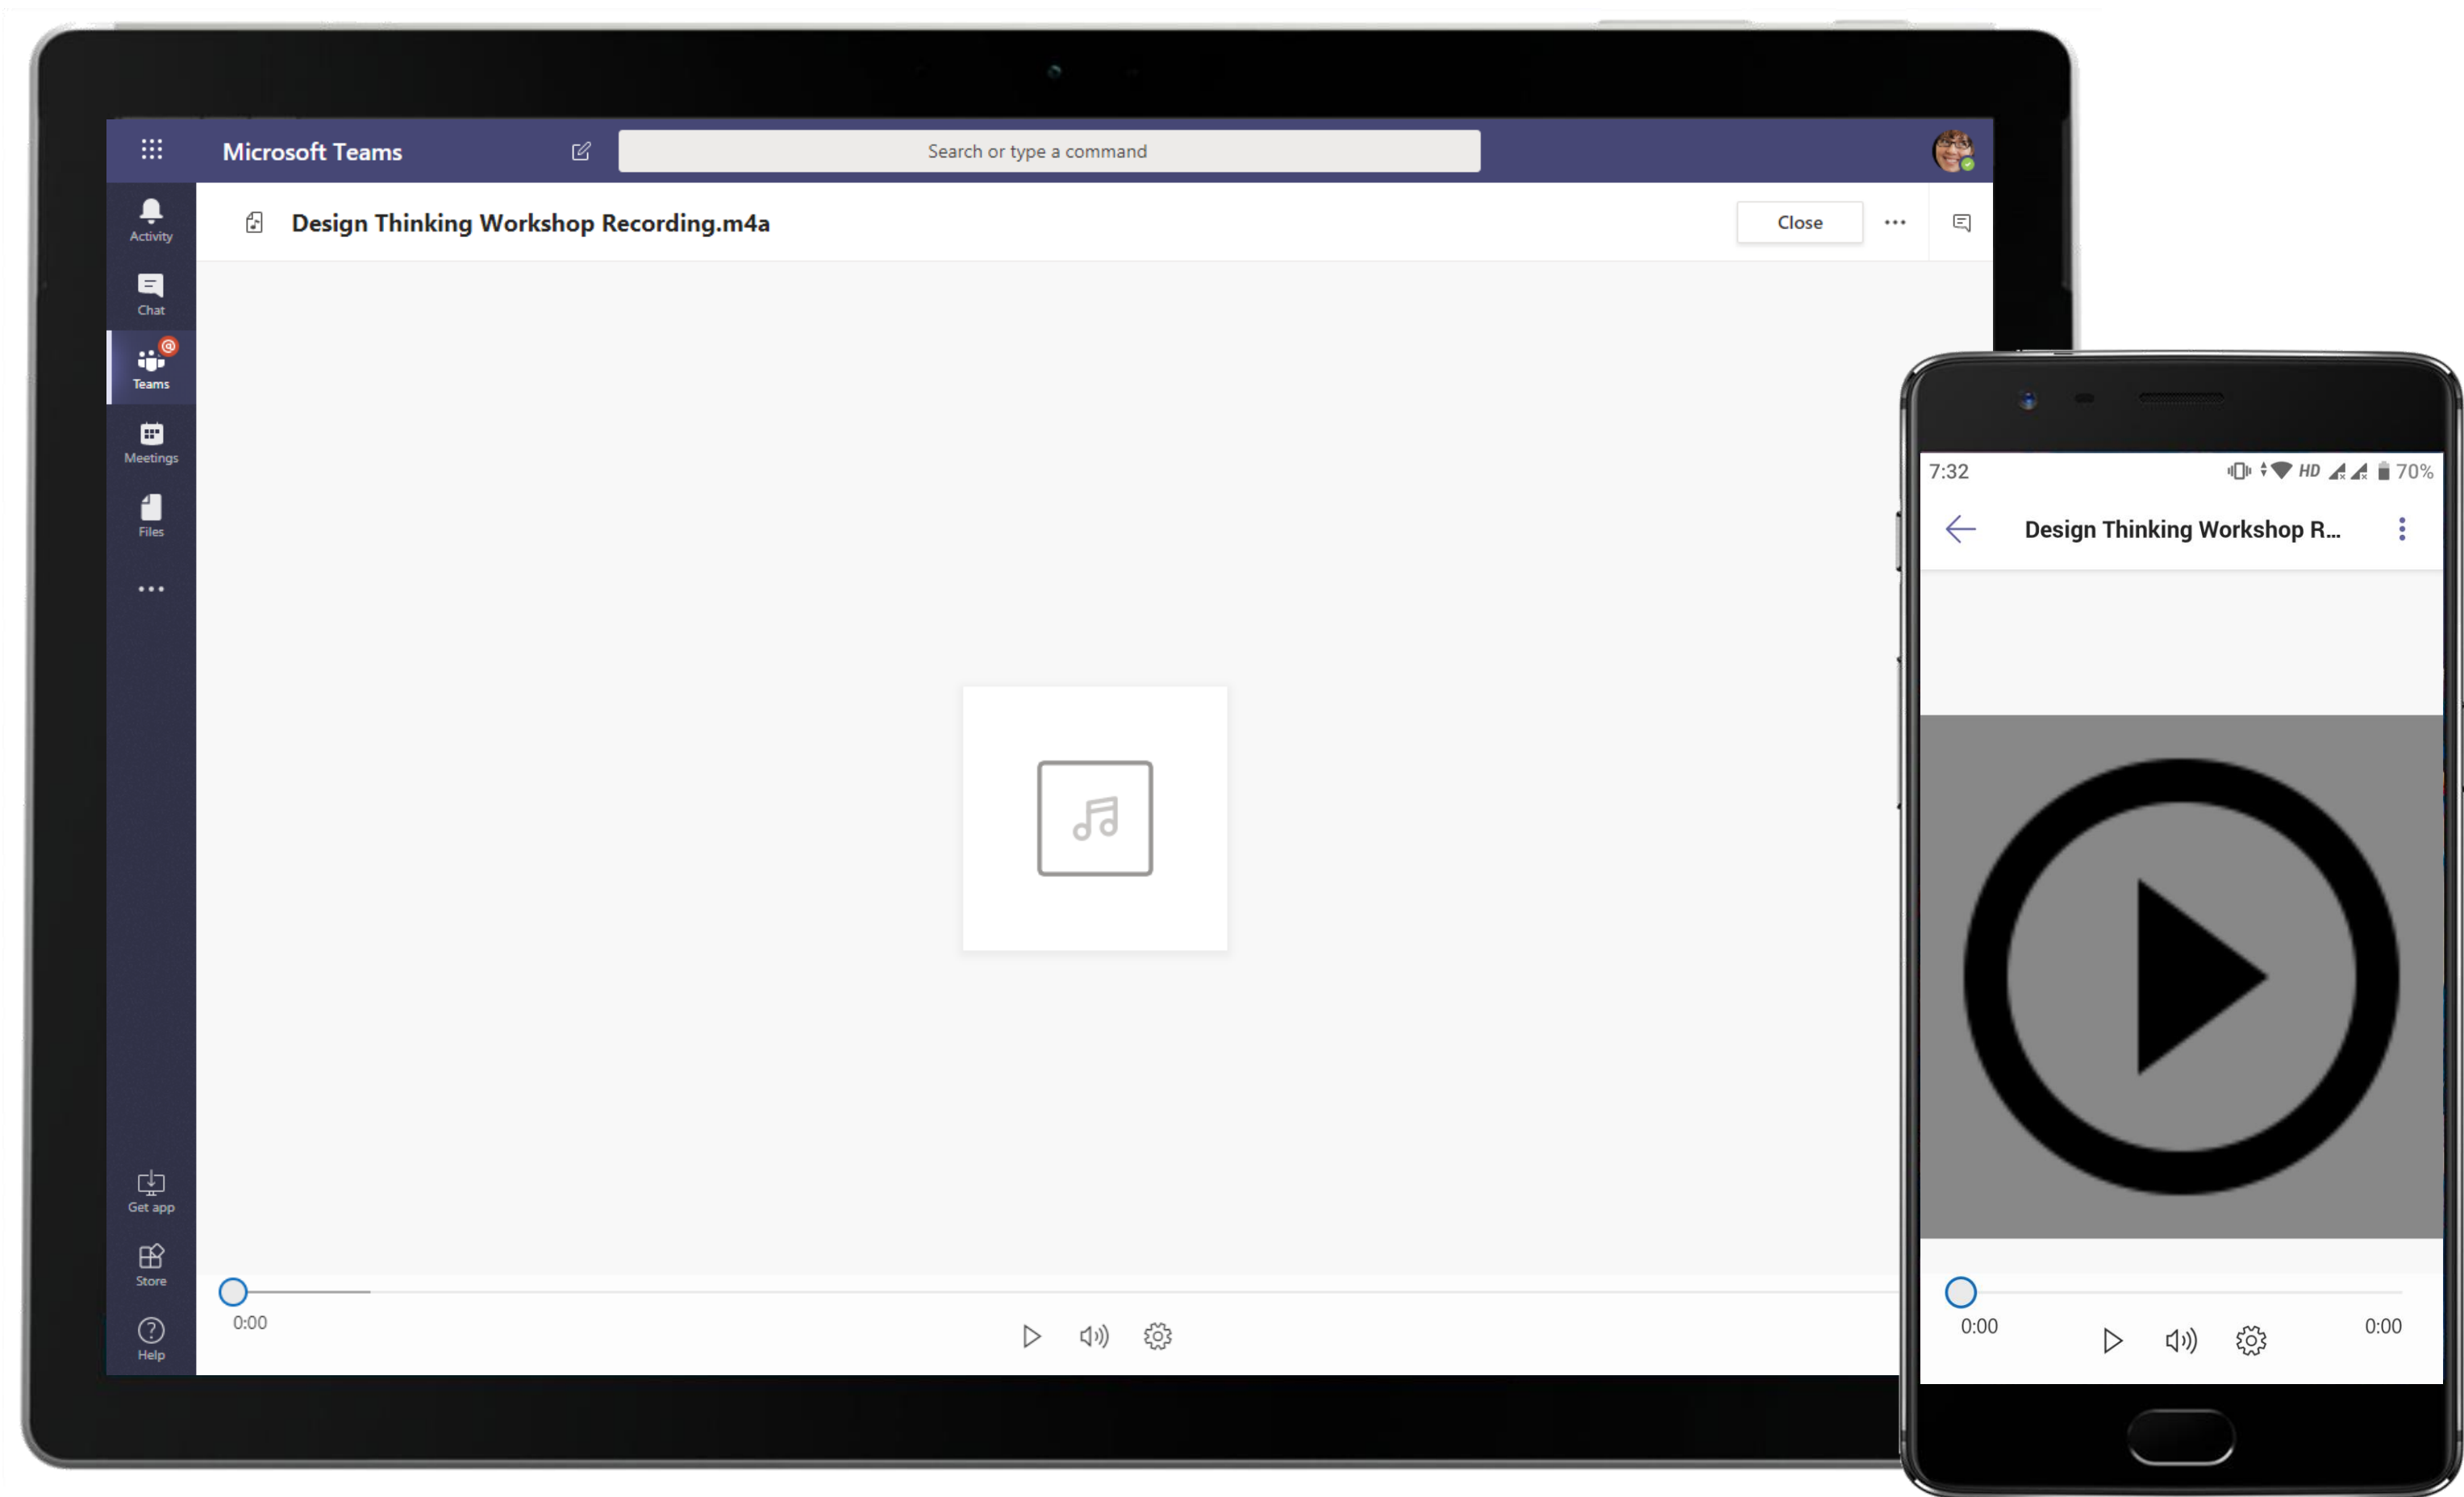 Microsoft Teams
Search or type a command
Activity
Chat
Teams
Meetings
Files
Get app
Store
Help
Design Thinking Workshop Recording.m4a
Close
0:00
7:32
HD
70%
Design Thinking Workshop R...
0:00
0:00